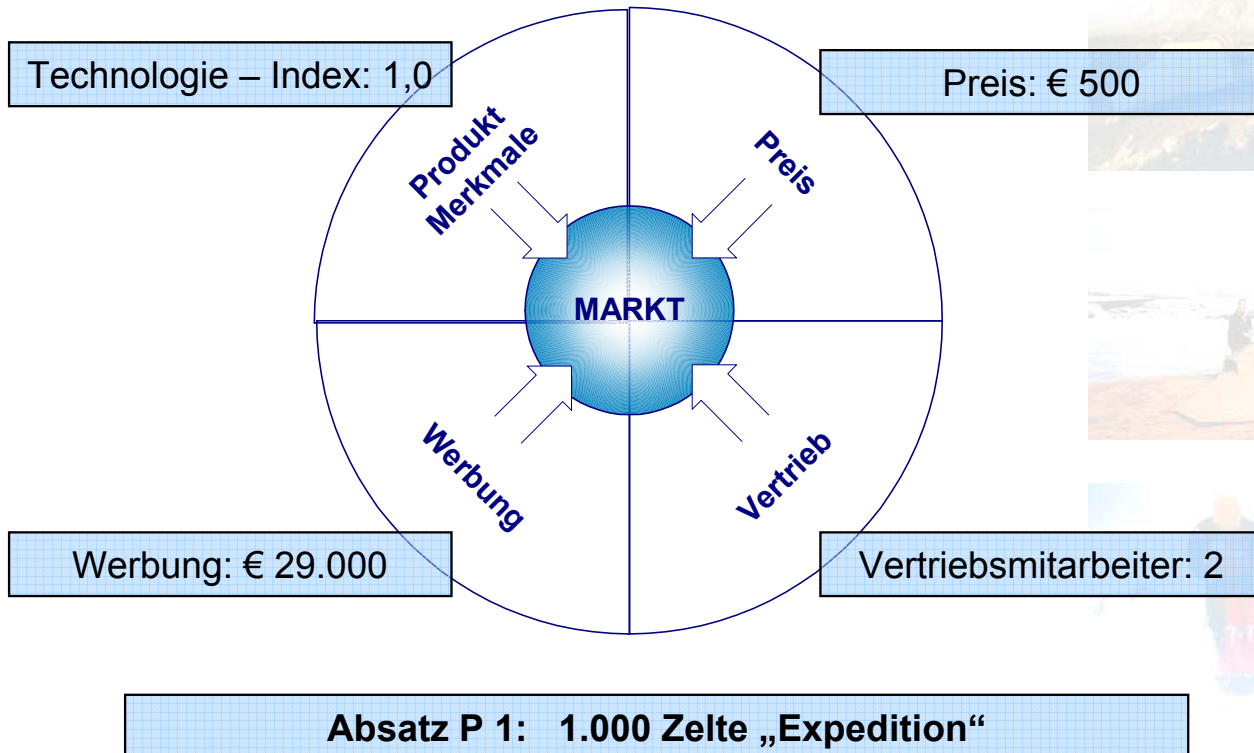 Technologie – Index: 1,0
Preis: € 500
Produkt
Merkmale
Preis
MARKT
Werbung
Vertrieb
Werbung: € 29.000
Vertriebsmitarbeiter: 2
Absatz P 1: 1.000 Zelte „Expedition“